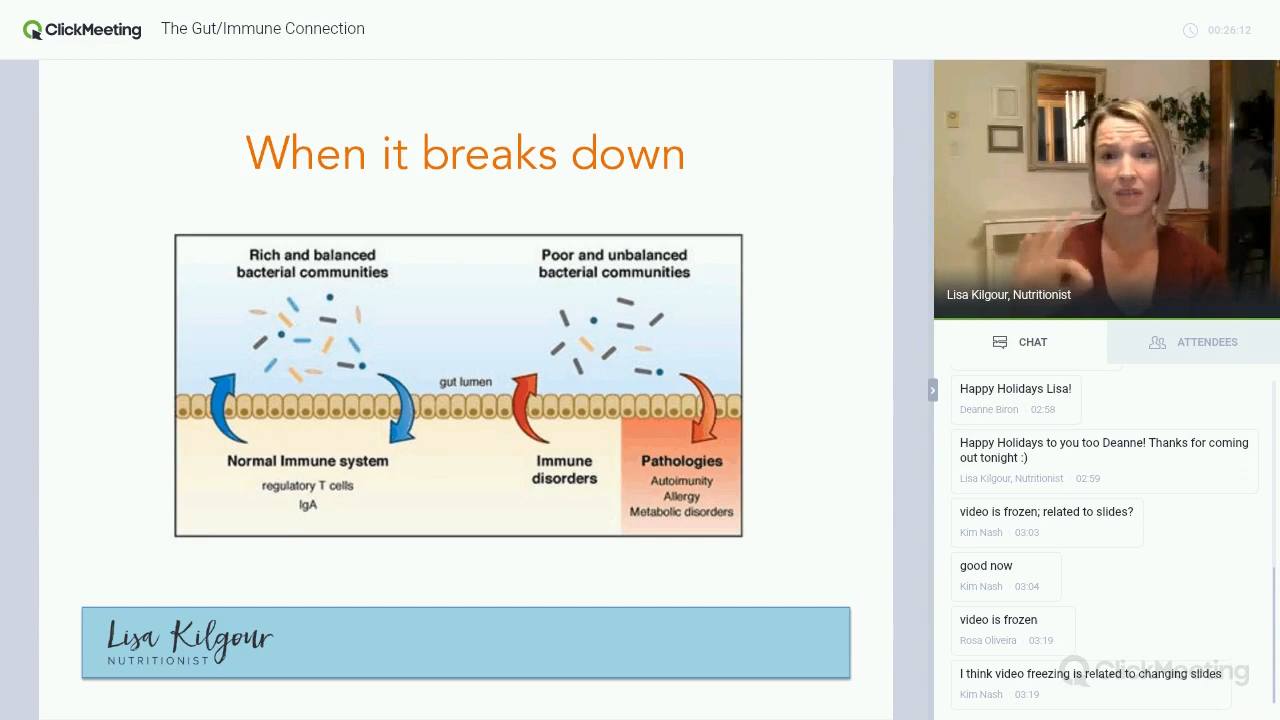 ClickMeeting
The Gut/Immune Connection
00:26:12
When it breaks down
Rich and balanced
bacterial communities
Poor and unbalanced
bacterial communities
gut lumen
Normal Immune system
regulatory T cells
IgA
Immune
disorders
Pathologies
Autoimunity
Allergy
Metabolic disorders
Lisa Kilgour
NUTRITIONIST
Lisa Kilgour, Nutritionist
CHAT
ATTENDEES
Happy Holidays Lisa!
Deanne Biron 02:58
Happy Holidays to you too Deanne! Thanks for coming
out tonight :)
Lisa Kilgour, Nutritionist 02:59
video is frozen; related to slides?
Kim Nash 03:03
good now
Kim Nash 03:04
video is frozen
Rosa Oliveira 03:19
I think video freezing is related to changing slides
Kim Nash 03:19
ClickMeeting